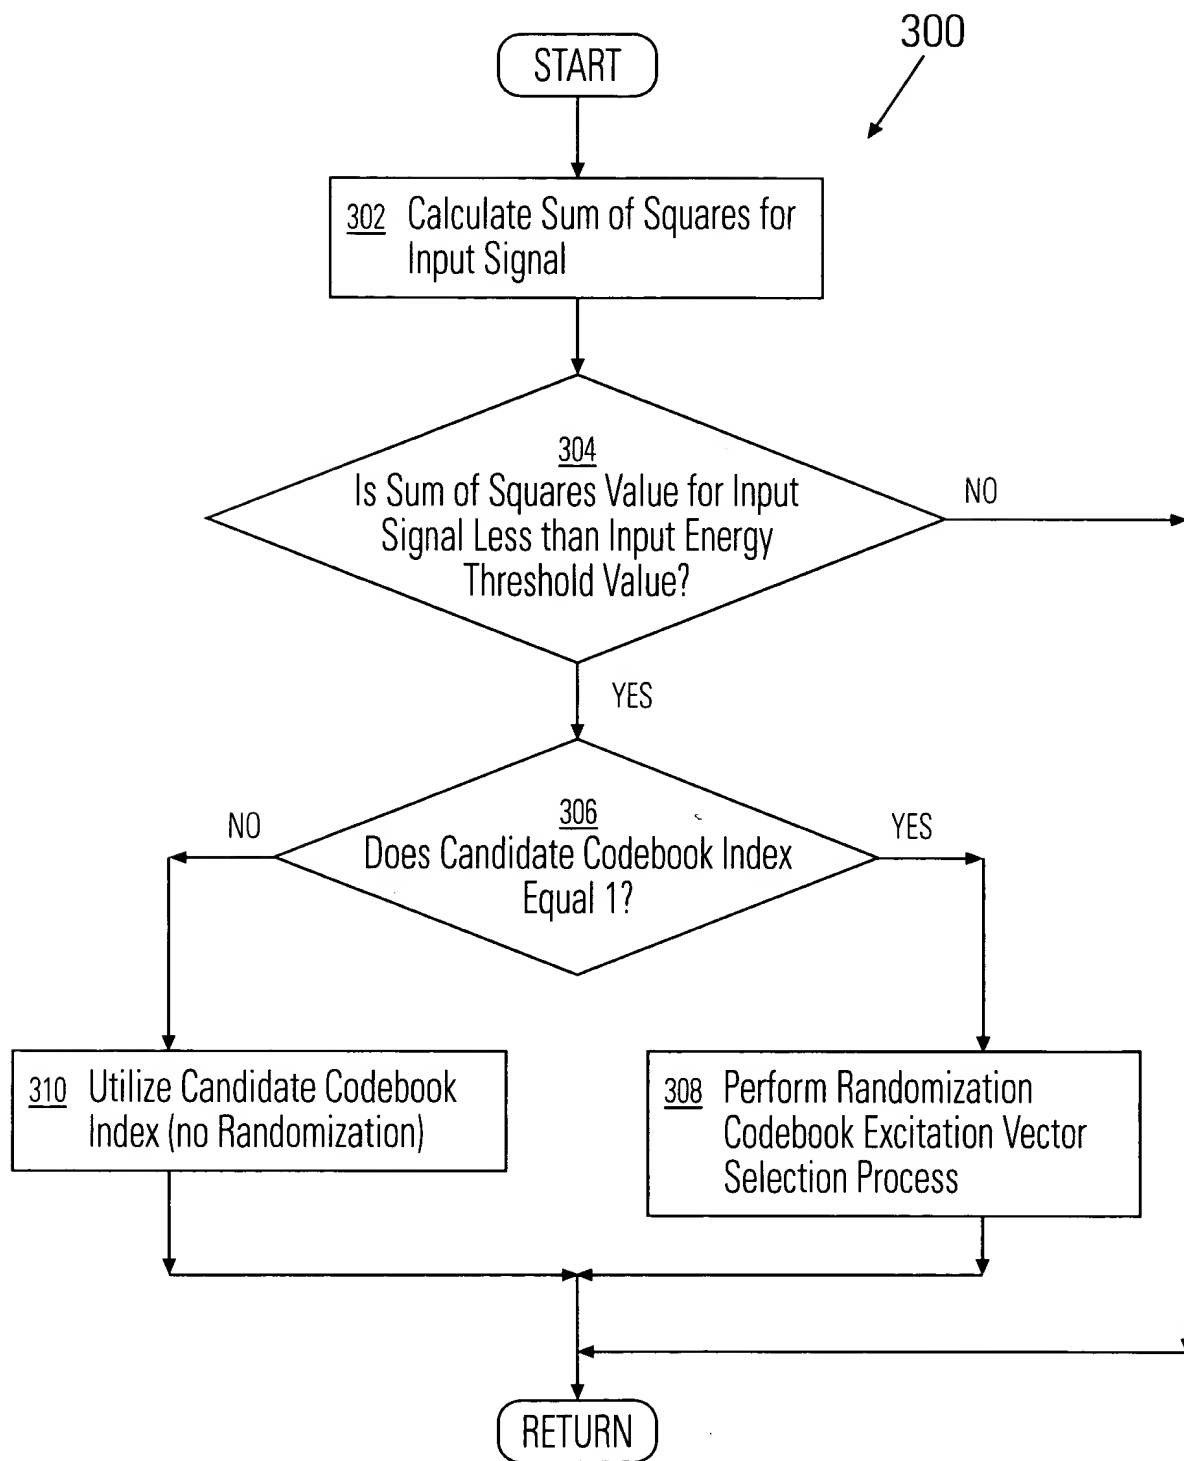 300
START
302 Calculate Sum of Squares for
Input Signal
304
Is Sum of Squares Value for Input
Signal Less than Input Energy
Threshold Value?
NO
YES
306
Does Candidate Codebook Index
Equal 1?
NO
YES
310 Utilize Candidate Codebook
Index (no Randomization)
308 Perform Randomization
Codebook Excitation Vector
Selection Process
RETURN